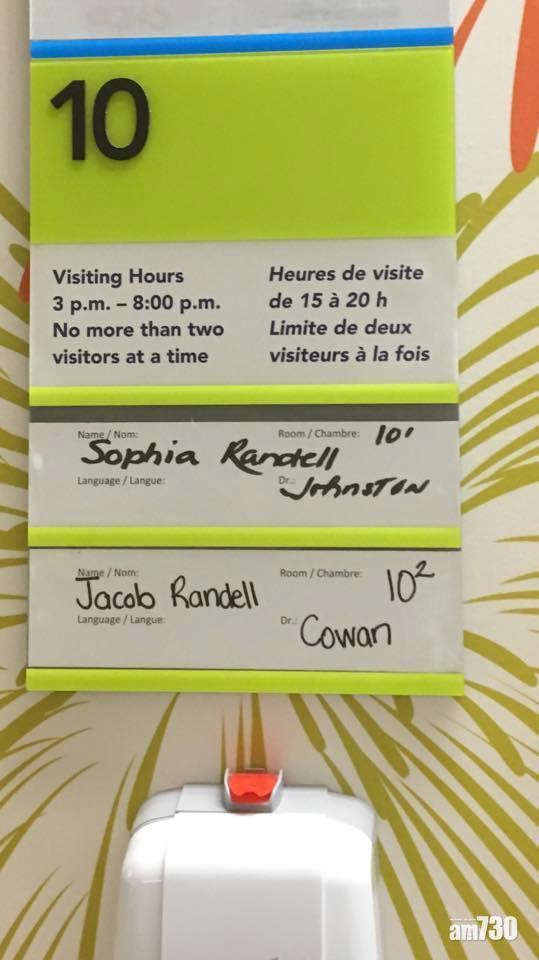 10
Visiting Hours
3 p.m. – 8:00 p.m.
No more than two
visitors at a time
Heures de visite
de 15 à 20 h
Limite de deux
visiteurs à la fois
Name / Nom: Room / Chambre: 10¹
Sophia Randell
Language / Langue: Dr.: Johnston
Name / Nom: Room / Chambre: 10²
Jacob Randell
Language / Langue: Dr.: Cowan
am730